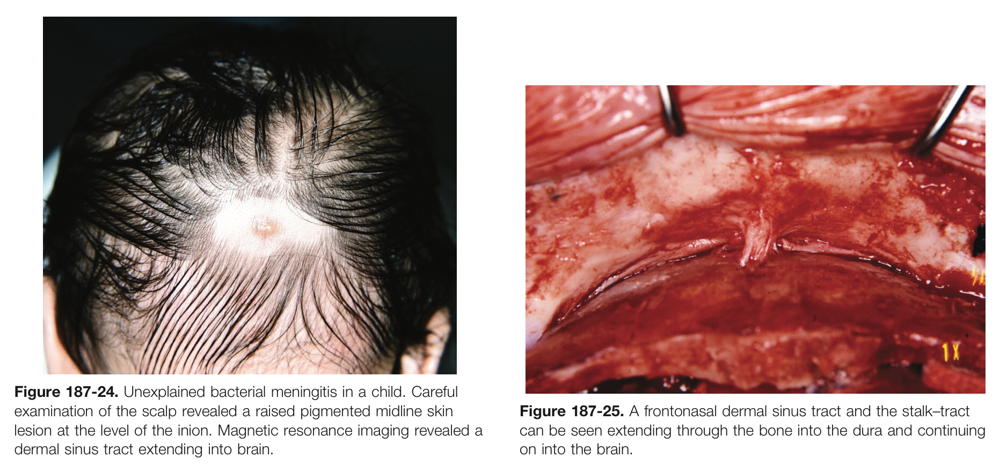 Figure 187-24. Unexplained bacterial meningitis in a child. Careful
examination of the scalp revealed a raised pigmented midline skin
lesion at the level of the inion. Magnetic resonance imaging revealed a
dermal sinus tract extending into brain.
1X
Figure 187-25. A frontonasal dermal sinus tract and the stalk–tract
can be seen extending through the bone into the dura and continuing
on into the brain.